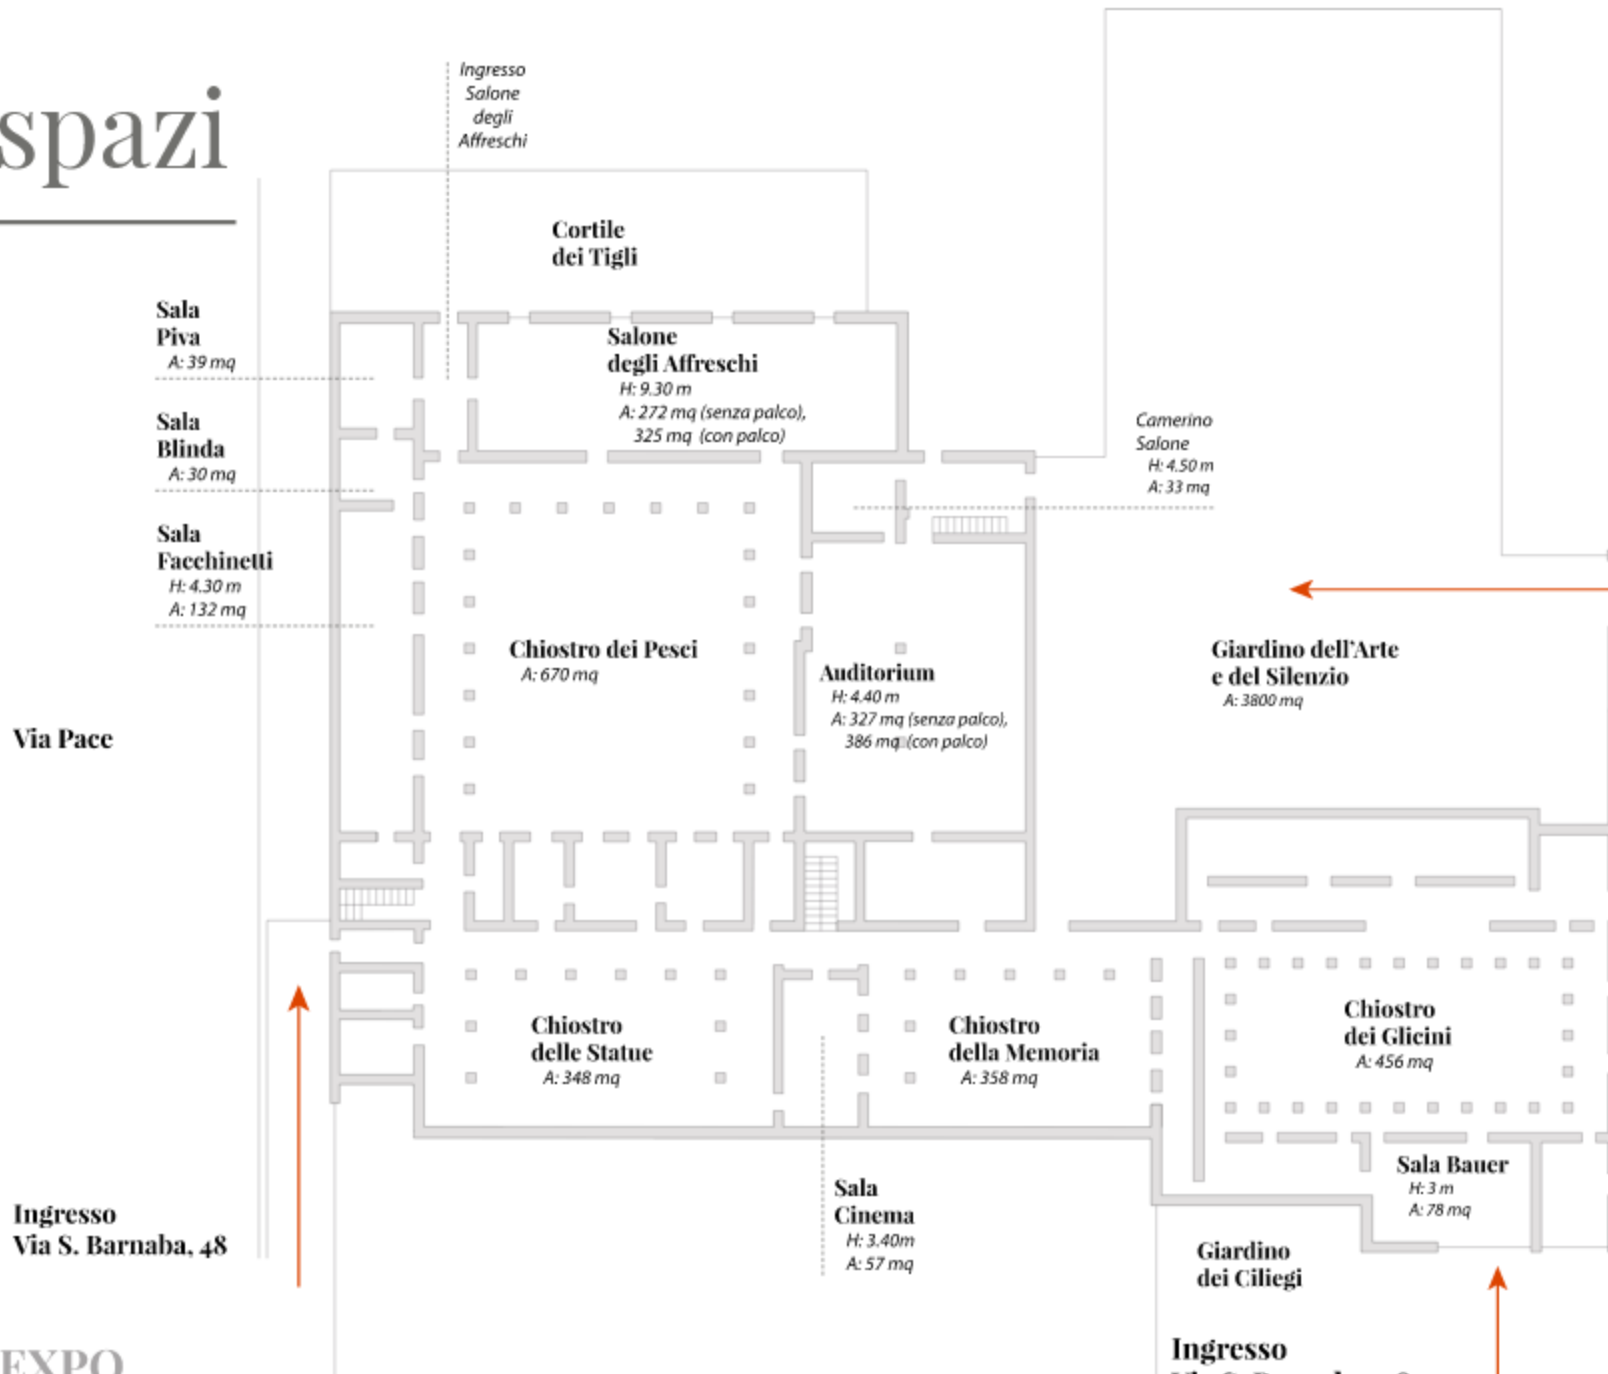 spazi
Ingresso
Salone
degli
Affreschi
Cortile
dei Tigli
Sala
Piva
A: 39 mq
Sala
Blinda
A: 30 mq
Sala
Facchinetti
H: 4.30 m
A: 132 mq
Salone
degli Affreschi
H: 9.30 m
A: 272 mq (senza palco),
325 mq (con palco)
Camerino
Salone
H: 4.50 m
A: 33 mq
Chiostro dei Pesci
A: 670 mq
Auditorium
H: 4.40 m
A: 327 mq (senza palco),
386 mq (con palco)
Giardino dell'Arte
e del Silenzio
A: 3800 mq
Via Pace
Chiostro
delle Statue
A: 348 mq
Chiostro
della Memoria
A: 358 mq
Chiostro
dei Glicini
A: 456 mq
Sala Bauer
H: 3 m
A: 78 mq
Sala
Cinema
H: 3.40m
A: 57 mq
Ingresso
Via S. Barnaba, 48
Giardino
dei Ciliegi
Ingresso
EXPO